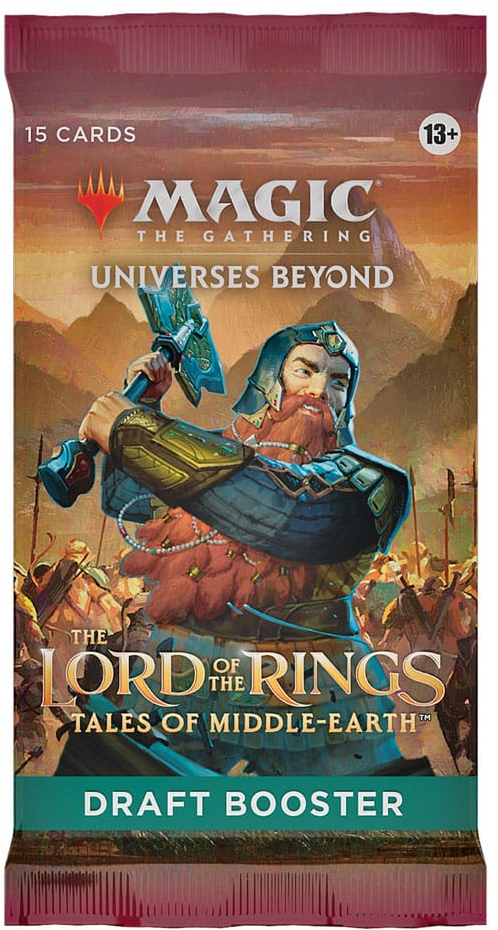 15 CARDS
13+
MAGIC®
THE GATHERING
UNIVERSES BEYOND
THE
LORD OF THE RINGS
TALES OF MIDDLE-EARTH™
DRAFT BOOSTER